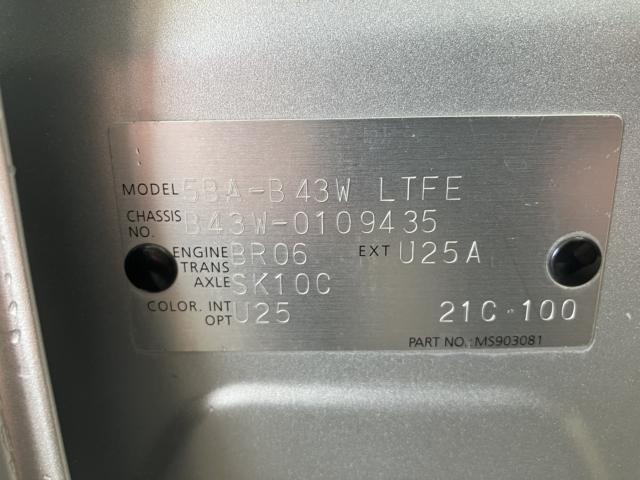 MODEL 5BA-B43W LTFE
CHASSIS NO. B43W-0109435
ENGINE BR06 EXT U25A
TRANS AXLE SK10C
COLOR. INT OPT U25 21C 100
PART NO.: MS903081